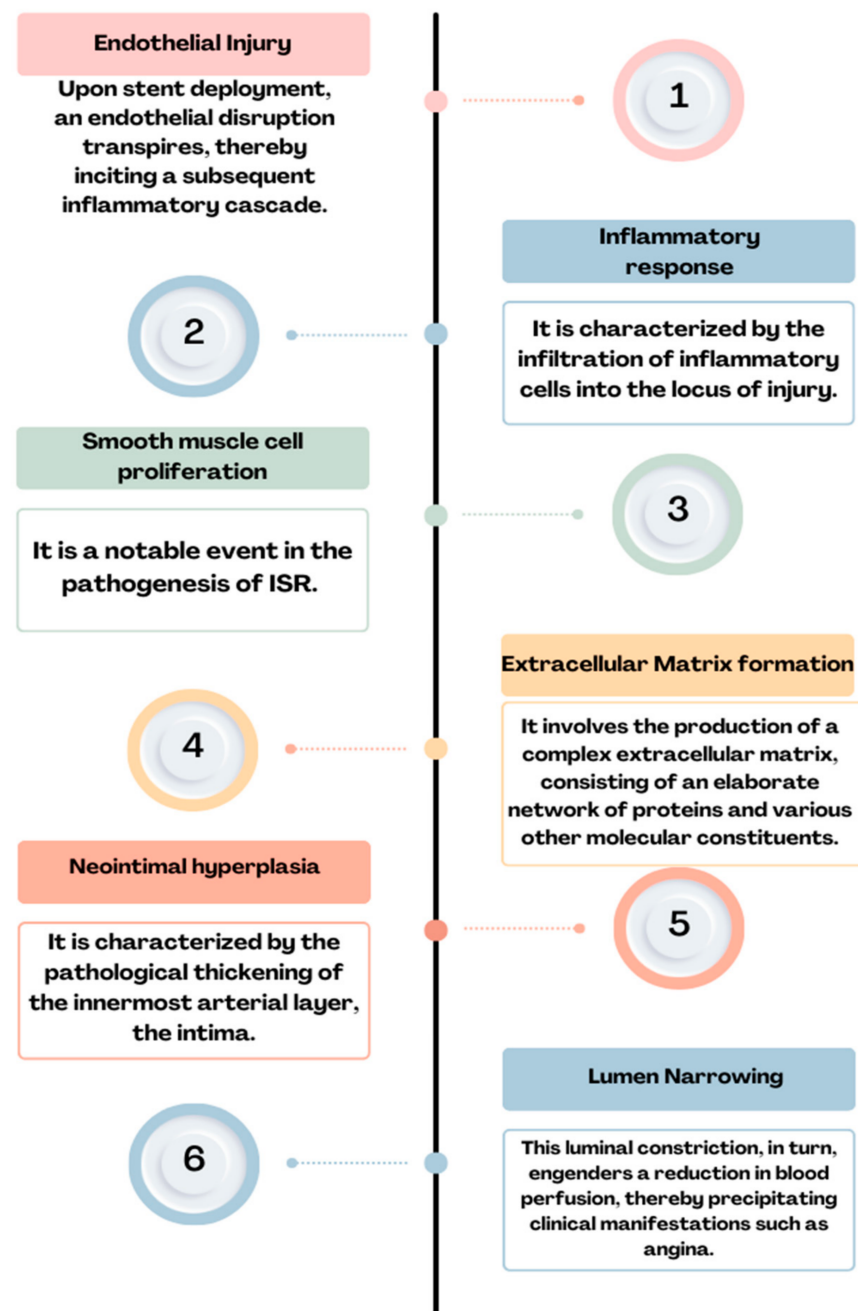 Endothelial Injury
Upon stent deployment,
an endothelial disruption
transpires, thereby
inciting a subsequent
inflammatory cascade.
1
Inflammatory
response
It is characterized by the
infiltration of inflammatory
cells into the locus of injury.
2
Smooth muscle cell
proliferation
It is a notable event in the
pathogenesis of ISR.
3
Extracellular Matrix formation
It involves the production of a
complex extracellular matrix,
consisting of an elaborate
network of proteins and various
other molecular constituents.
4
Neointimal hyperplasia
It is characterized by the
pathological thickening of
the innermost arterial layer,
the intima.
5
Lumen Narrowing
This luminal constriction, in turn,
engenders a reduction in blood
perfusion, thereby precipitating
clinical manifestations such as
angina.
6